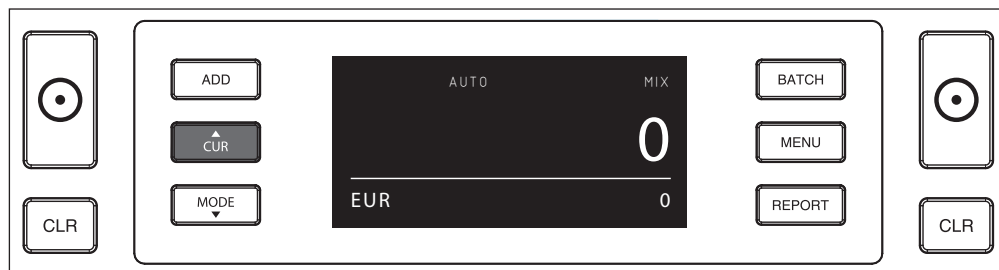 ADD
CUR
MODE
CLR
AUTO MIX
0
EUR 0
BATCH
MENU
REPORT
CLR